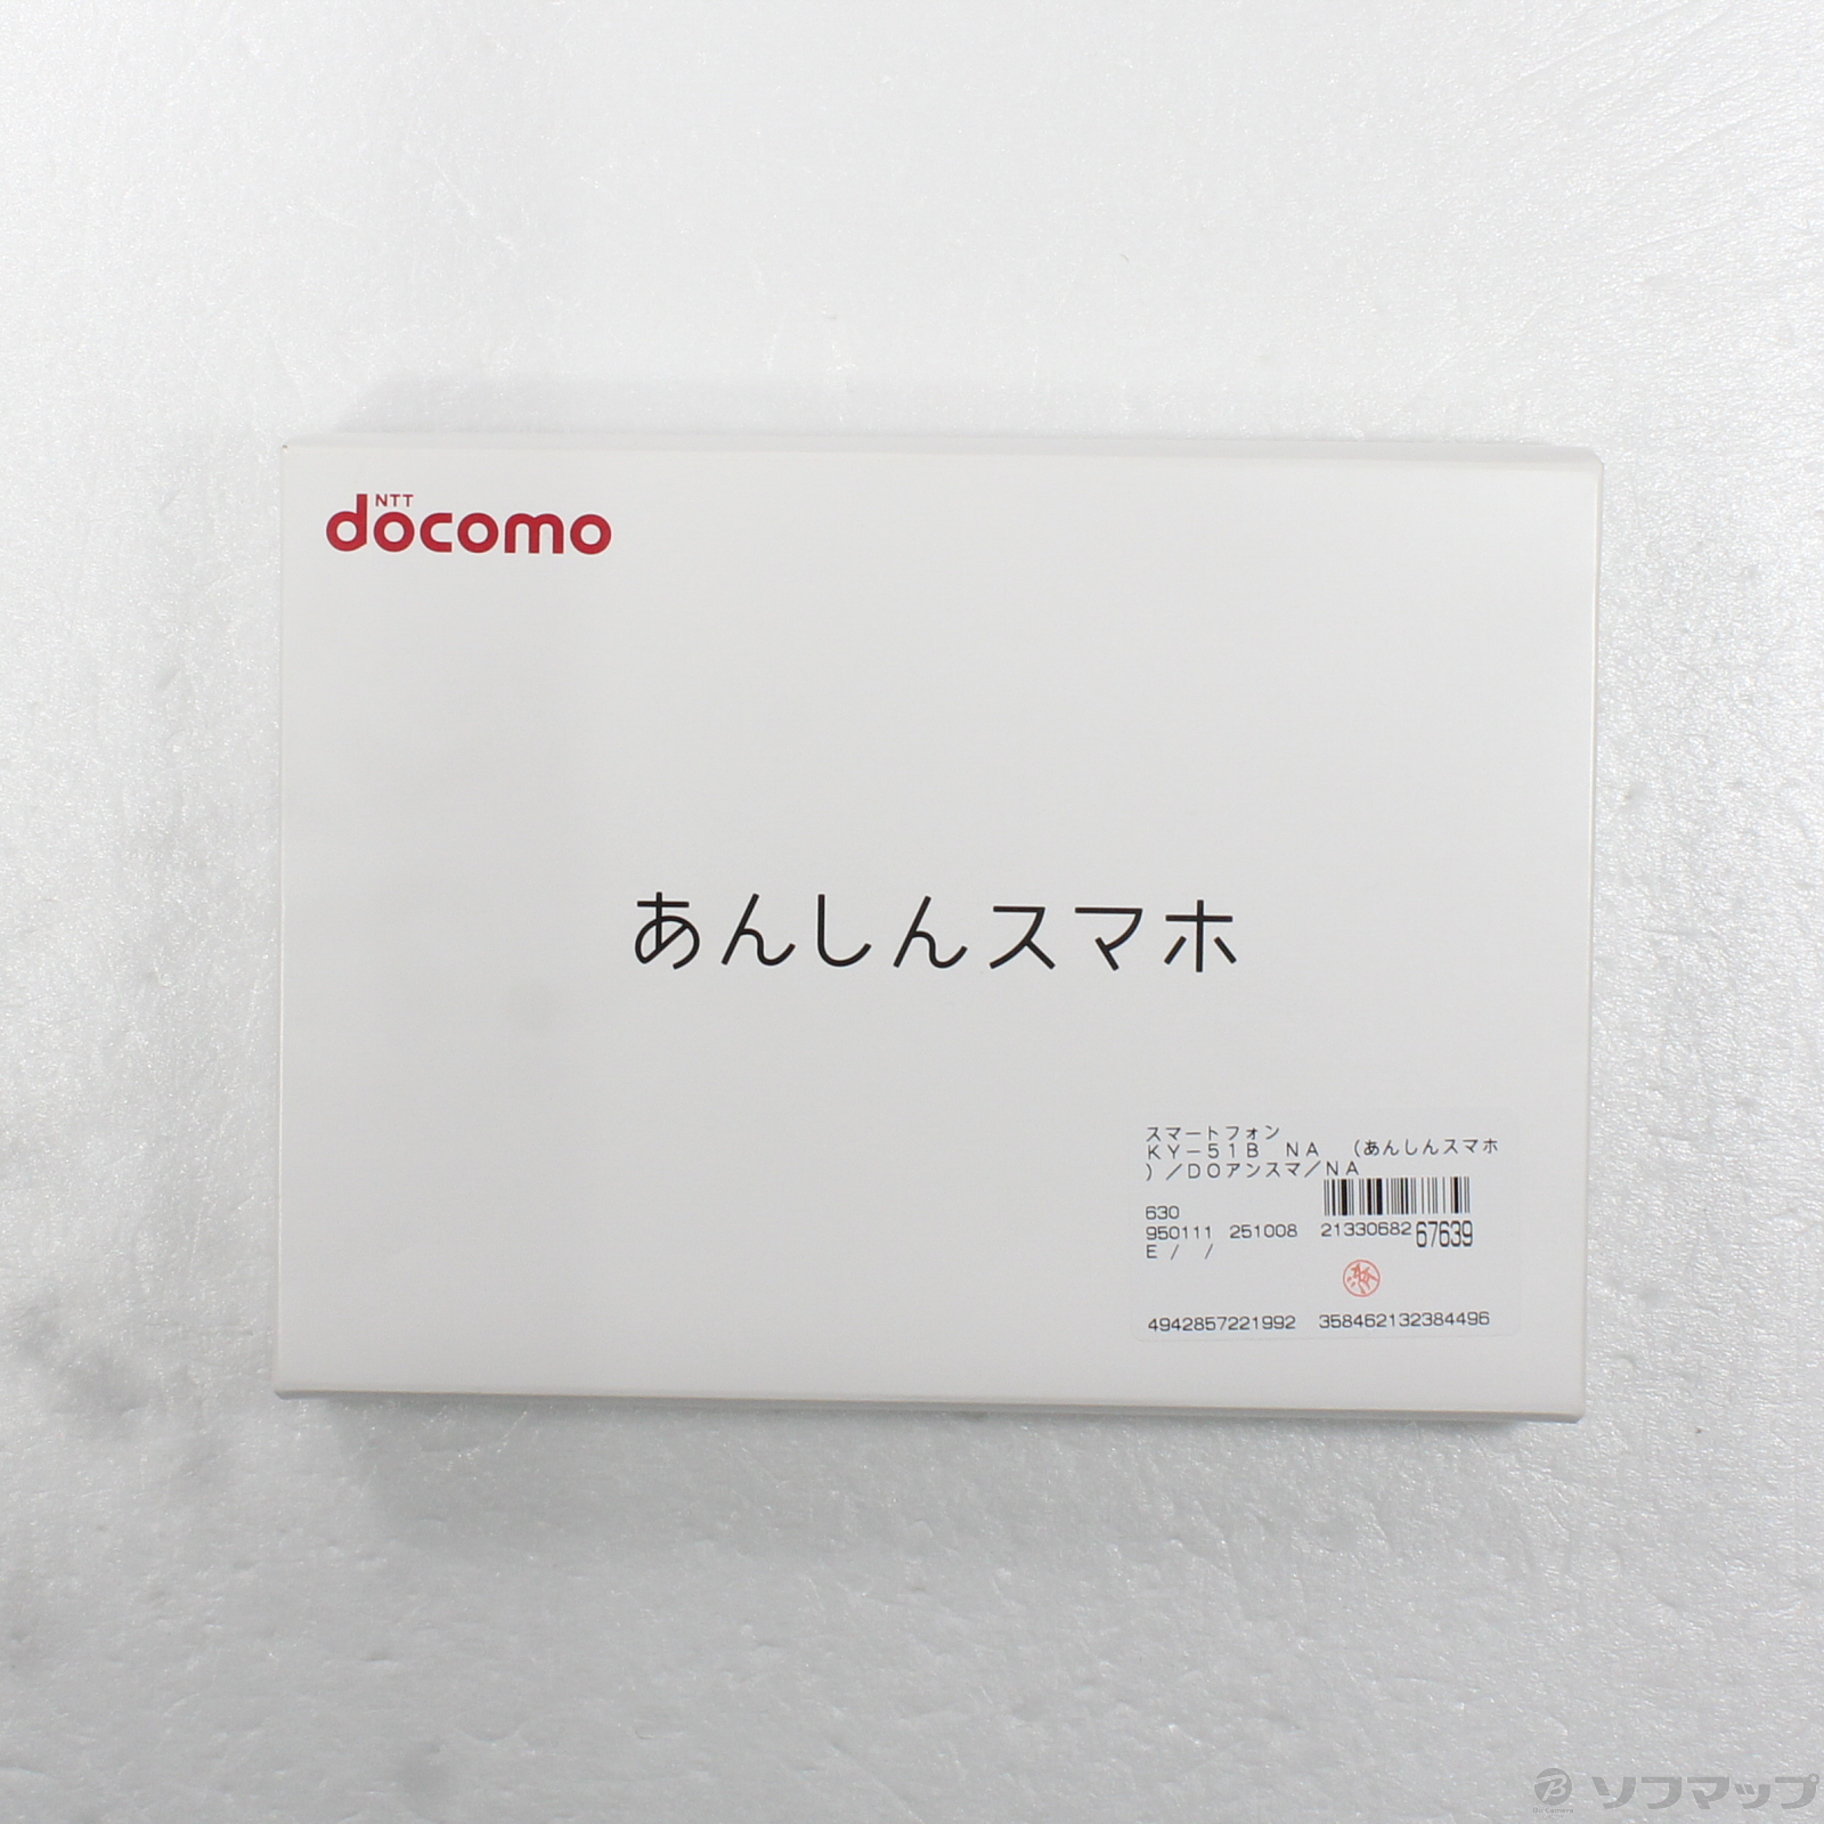 NTT
docomo
あんしんスマホ
スマートフォン
KY-51B NA (あんしんスマホ
)/DOアンスマ/NA
630
950111 251008 2133068267639
E / /
済
4942857221992 358462132384496
ソフマップ